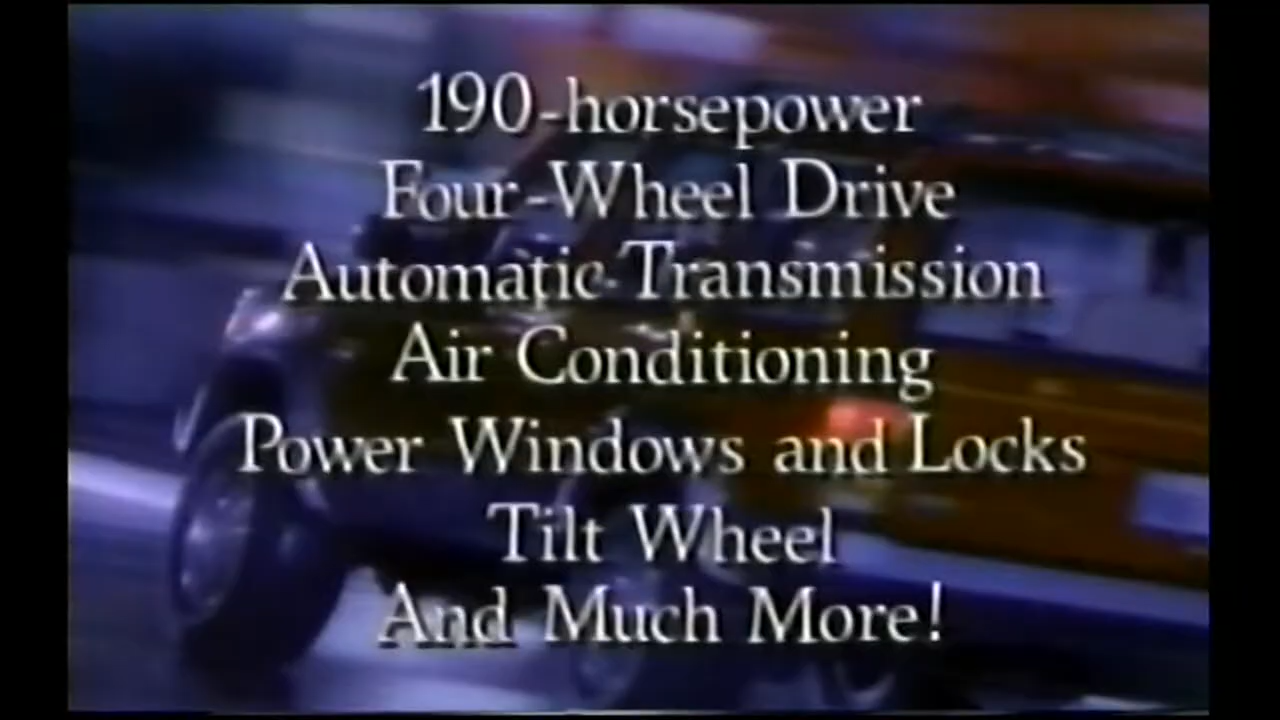 190-horsepower
Four-Wheel Drive
Automatic Transmission
Air Conditioning
Power Windows and Locks
Tilt Wheel
And Much More!